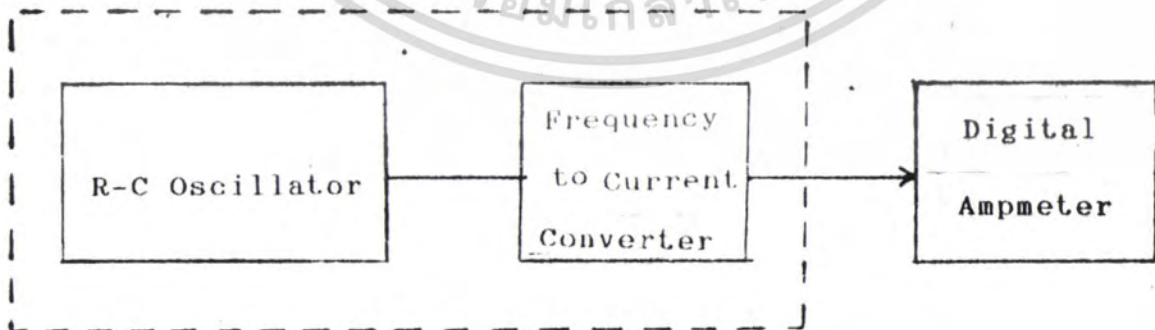 R-C Oscillator
Frequency
to Current
Converter
Digital
Ampmeter